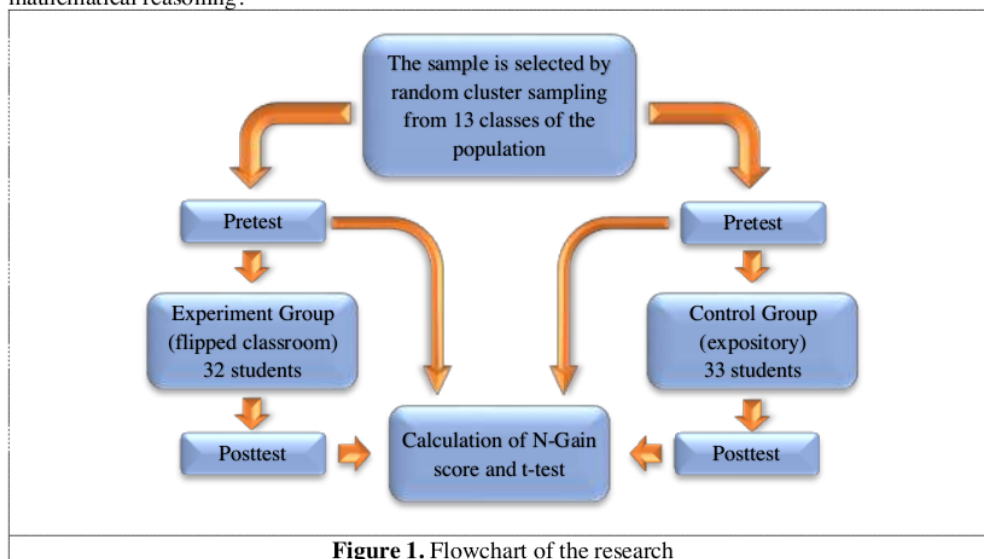 mathematical reasoning?
The sample is selected by
random cluster sampling
from 13 classes of the
population
Pretest
Pretest
Experiment Group
(flipped classroom)
32 students
Control Group
(expository)
33 students
Posttest
Calculation of N-Gain
score and t-test
Posttest
Figure 1. Flowchart of the research